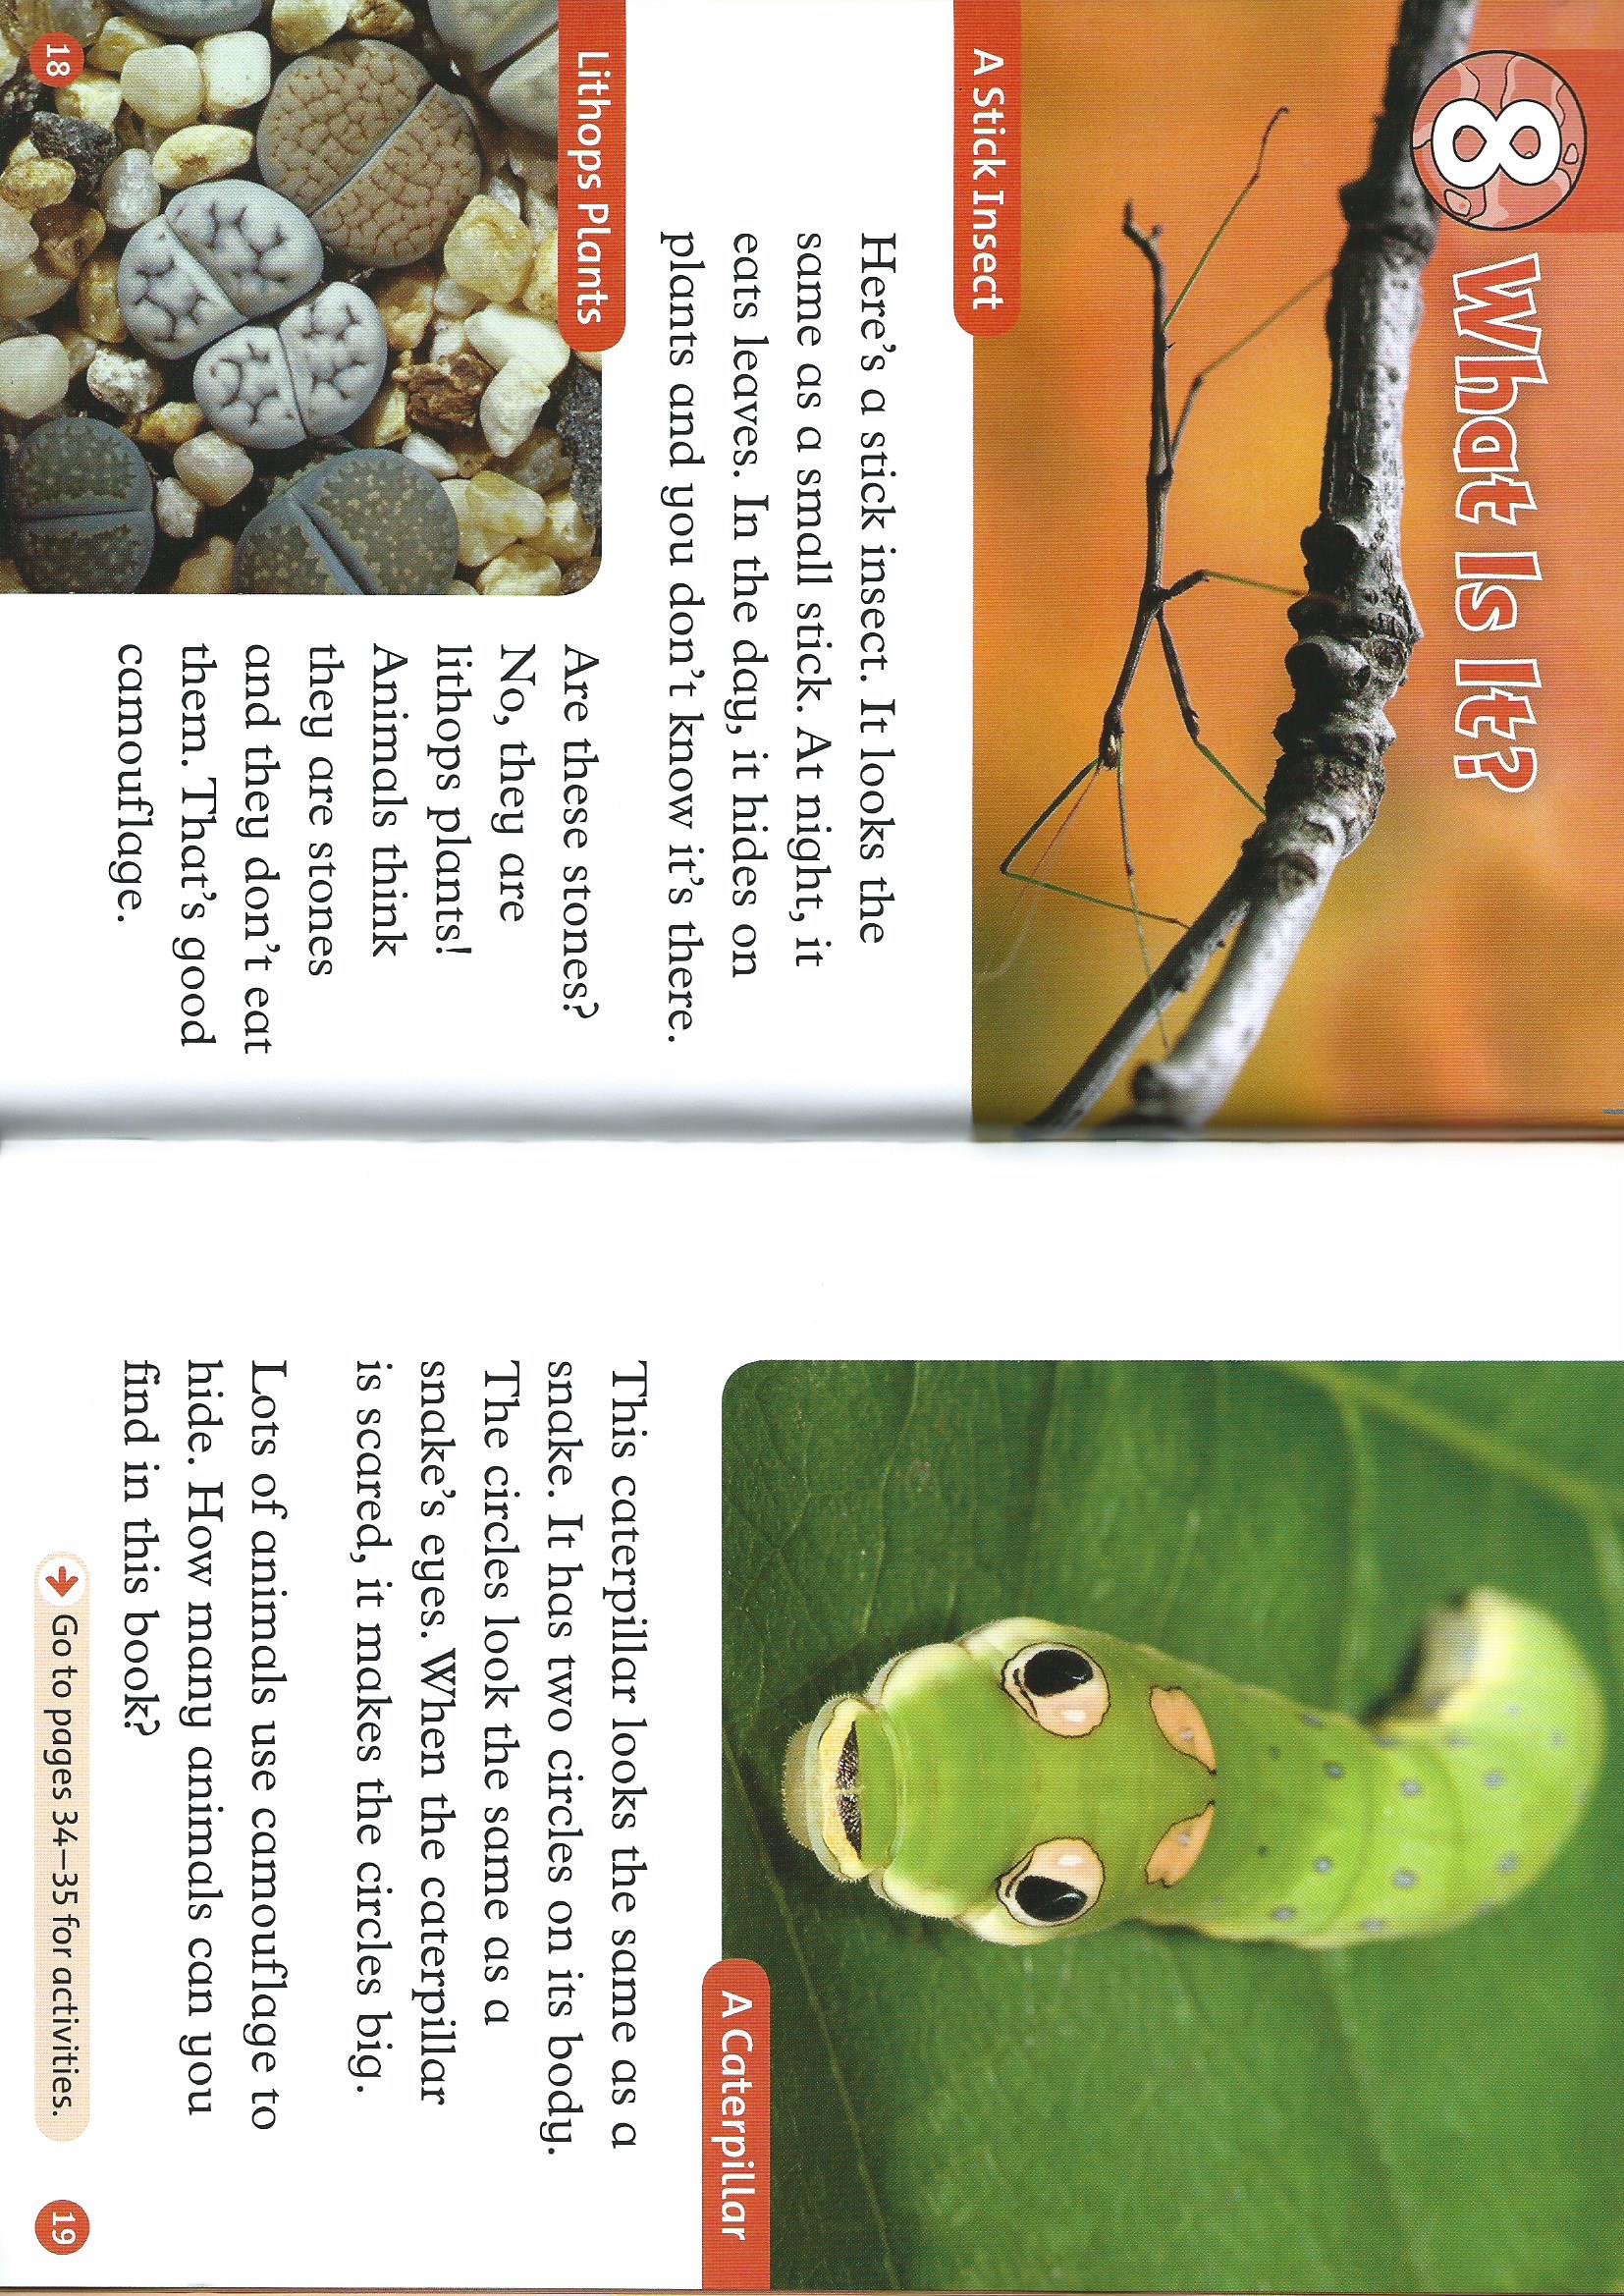 8 What Is It?
A Stick Insect
Here's a stick insect. It looks the
same as a small stick. At night, it
eats leaves. In the day, it hides on
plants and you don't know it's there.
Lithops Plants
Are these stones?
No, they are
lithops plants!
Animals think
they are stones
and they don't eat
them. That's good
camouflage.
18
A Caterpillar
This caterpillar looks the same as a
snake. It has two circles on its body.
The circles look the same as a
snake's eyes. When the caterpillar
is scared, it makes the circles big.
Lots of animals use camouflage to
hide. How many animals can you
find in this book?
Go to pages 34–35 for activities.
19